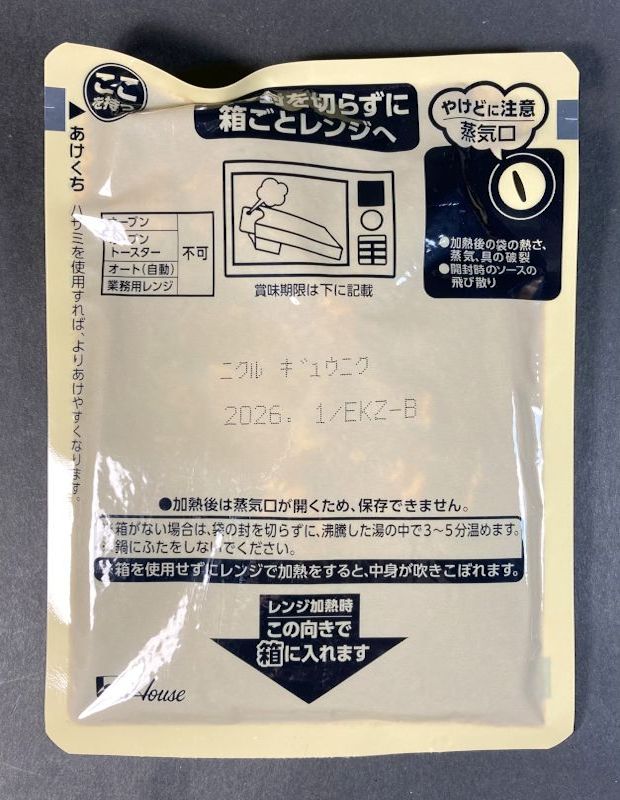 ここ
を持つ
封を切らずに
箱ごとレンジへ
やけどに注意
蒸気口
▶あけくち ハサミを使用すれば、よりあけやすくなります。
オーブン
オーブン
トースター
オート(自動)
業務用レンジ
不可
●加熱後の袋の熱さ、
蒸気、具の破裂
●開封時のソースの
飛び散り
賞味期限は下に記載
ニクル ギュウニク
2026. 1/EKZ-B
●加熱後は蒸気口が開くため、保存できません。
※箱がない場合は、袋の封を切らずに、沸騰した湯の中で3〜5分温めます。
※鍋にふたをしないでください。
※箱を使用せずにレンジで加熱をすると、中身が吹きこぼれます。
レンジ加熱時
この向きで
箱に入れます
House